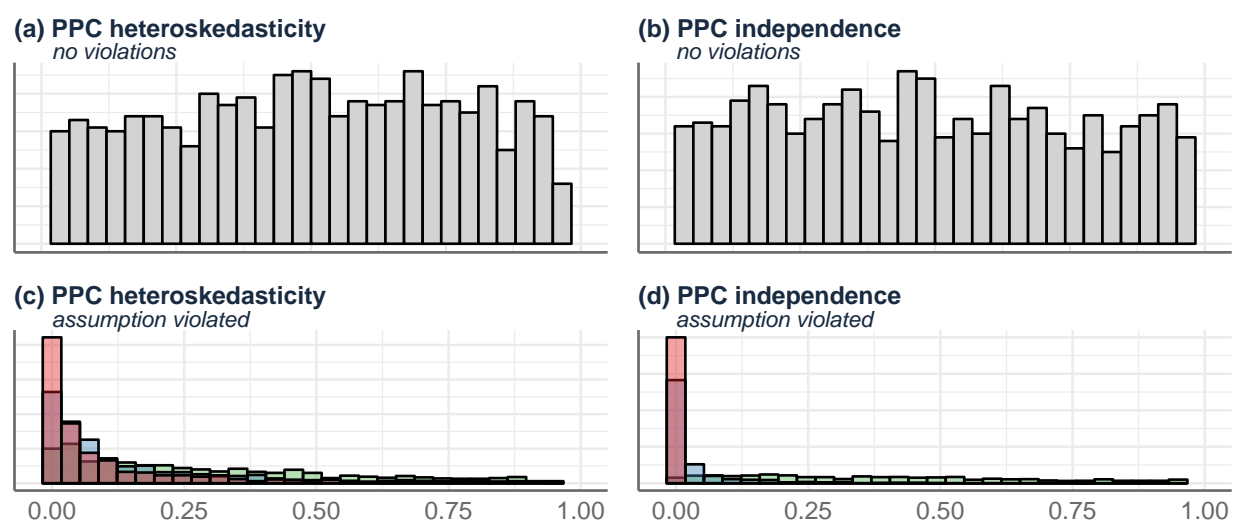 (a) PPC heteroskedasticity
no violations
(b) PPC independence
no violations
(c) PPC heteroskedasticity
assumption violated
(d) PPC independence
assumption violated
0.00 0.25 0.50 0.75 1.00
0.00 0.25 0.50 0.75 1.00